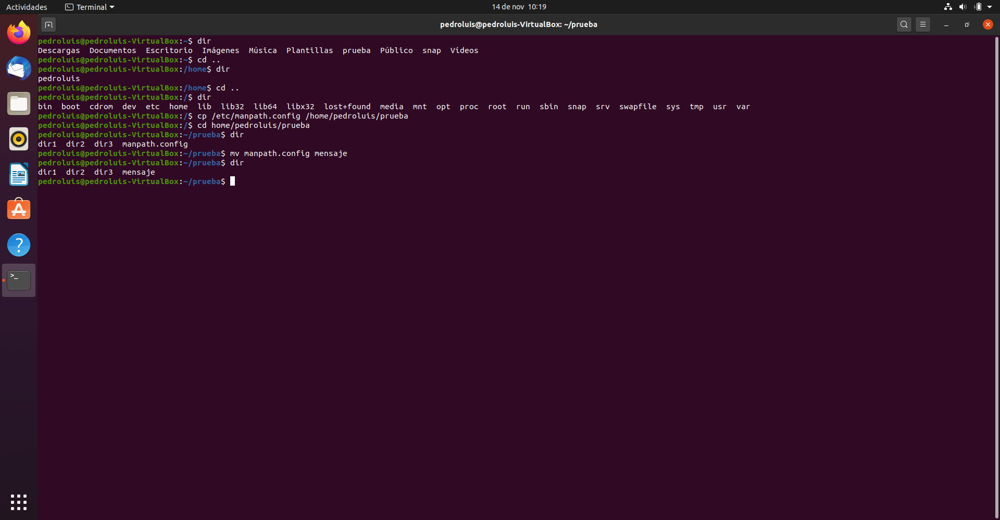 Actividades Terminal 14 de nov 10:19
pedroluis@pedroluis-VirtualBox: ~/prueba
pedroluis@pedroluis-VirtualBox:~$ dir
Descargas Documentos Escritorio Imágenes Música Plantillas prueba Público snap Vídeos
pedroluis@pedroluis-VirtualBox:~$ cd ..
pedroluis@pedroluis-VirtualBox:/home$ dir
pedroluis
pedroluis@pedroluis-VirtualBox:/home$ cd ..
pedroluis@pedroluis-VirtualBox:/$ dir
bin boot cdrom dev etc home lib lib32 lib64 libx32 lost+found media mnt opt proc root run sbin snap srv swapfile sys tmp usr var
pedroluis@pedroluis-VirtualBox:/$ cp /etc/manpath.config /home/pedroluis/prueba
pedroluis@pedroluis-VirtualBox:/$ cd home/pedroluis/prueba
pedroluis@pedroluis-VirtualBox:~/prueba$ dir
dir1 dir2 dir3 manpath.config
pedroluis@pedroluis-VirtualBox:~/prueba$ mv manpath.config mensaje
pedroluis@pedroluis-VirtualBox:~/prueba$ dir
dir1 dir2 dir3 mensaje
pedroluis@pedroluis-VirtualBox:~/prueba$